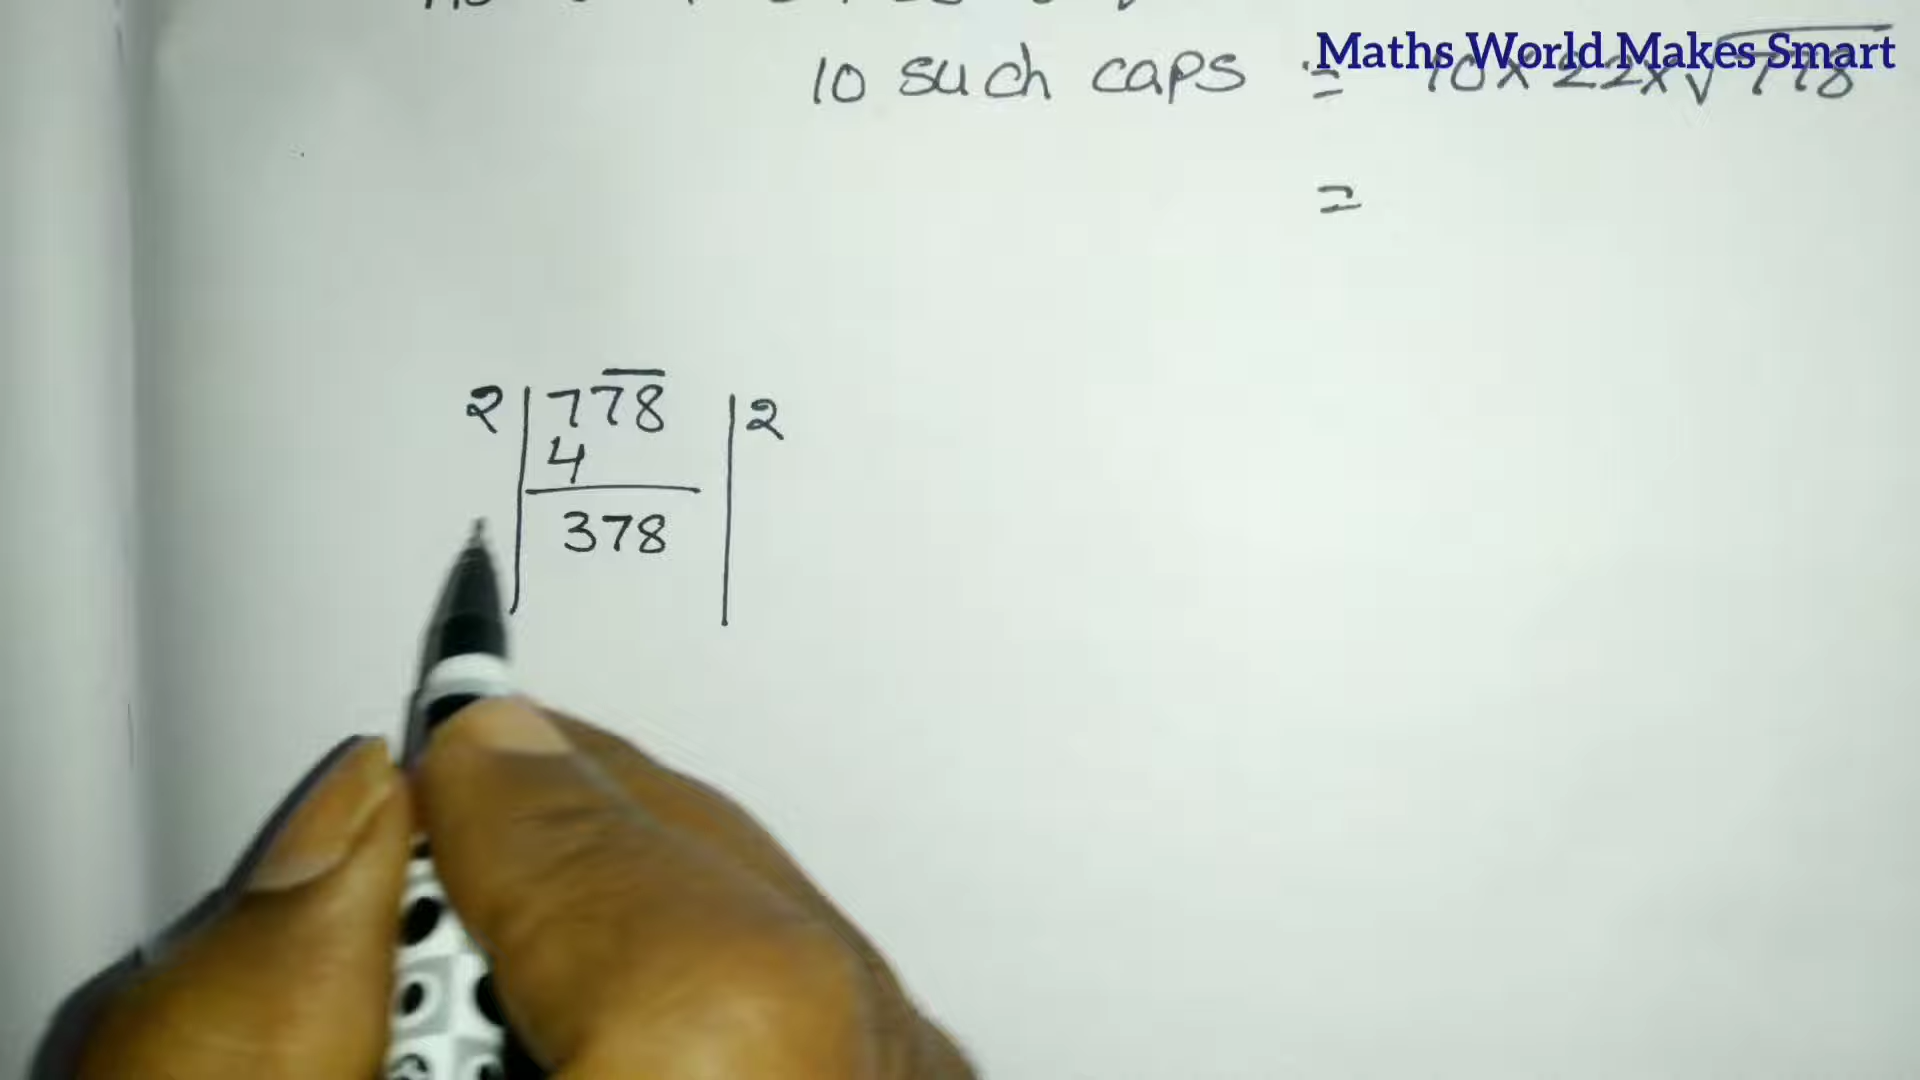 Maths World Makes Smart
10 such caps = 10 x 22 x √778
=
2 | 778 | 2
4
378